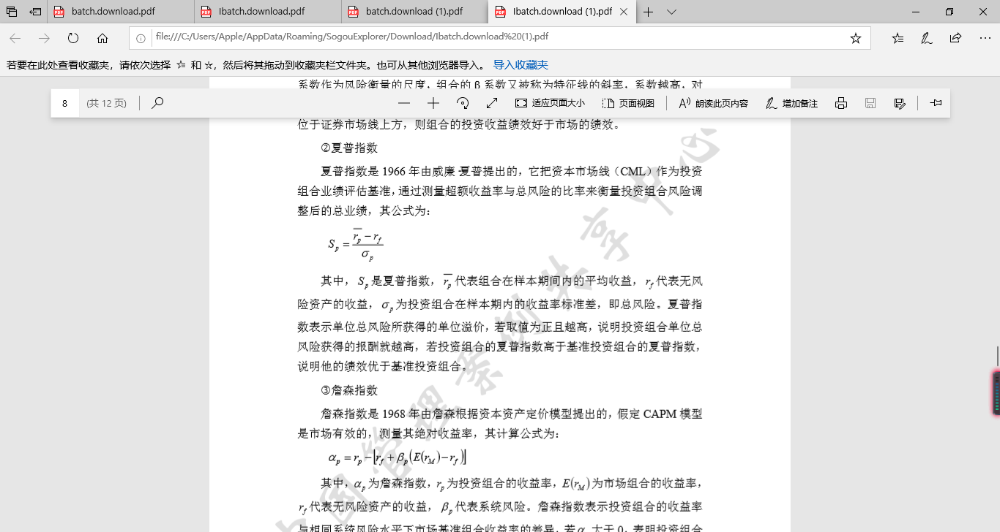 batch.download.pdf
Ibatch.download.pdf
batch.download (1).pdf
Ibatch.download (1).pdf
file:///C:/Users/Apple/AppData/Roaming/SogouExplorer/Download/Ibatch.download%20(1).pdf
若要在此处查看收藏夹，请依次选择 和 ，然后将其拖动到收藏夹栏文件夹。也可从其他浏览器导入。 导入收藏夹
系数作为风险衡量的尺度，组合的 β 系数又被称为特征线的斜率，系数越高，对
8 (共 12 页) 适应页面大小 页面视图 朗读此页内容 增加备注
位于证券市场线上方，则组合的投资收益绩效好于市场的绩效。
②夏普指数
夏普指数是 1966 年由威廉·夏普提出的，它把资本市场线（CML）作为投资
组合业绩评估基准，通过测量超额收益率与总风险的比率来衡量投资组合风险调
整后的总业绩，其公式为：
S_p = (r̅_p − r_f) / σ_p
其中， S_p 是夏普指数， r̅_p 代表组合在样本期间内的平均收益， r_f 代表无风
险资产的收益， σ_p 为投资组合在样本期内的收益率标准差，即总风险。夏普指
数表示单位总风险所获得的单位溢价，若取值为正且越高，说明投资组合单位总
风险获得的报酬就越高，若投资组合的夏普指数高于基准投资组合的夏普指数，
说明他的绩效优于基准投资组合。
③詹森指数
詹森指数是 1968 年由詹森根据资本资产定价模型提出的，假定 CAPM 模型
是市场有效的，测量其绝对收益率，其计算公式为：
α_p = r_p − [r_f + β_p(E(r_M) − r_f)]
其中， α_p 为詹森指数， r_p 为投资组合的收益率， E(r_M) 为市场组合的收益率，
r_f 代表无风险资产的收益， β_p 代表系统风险。詹森指数表示投资组合的收益率
与相同系统风险水平下市场基准组合收益率的差异，若 α 大于 0，表明投资组合
中国管理案例共享中心